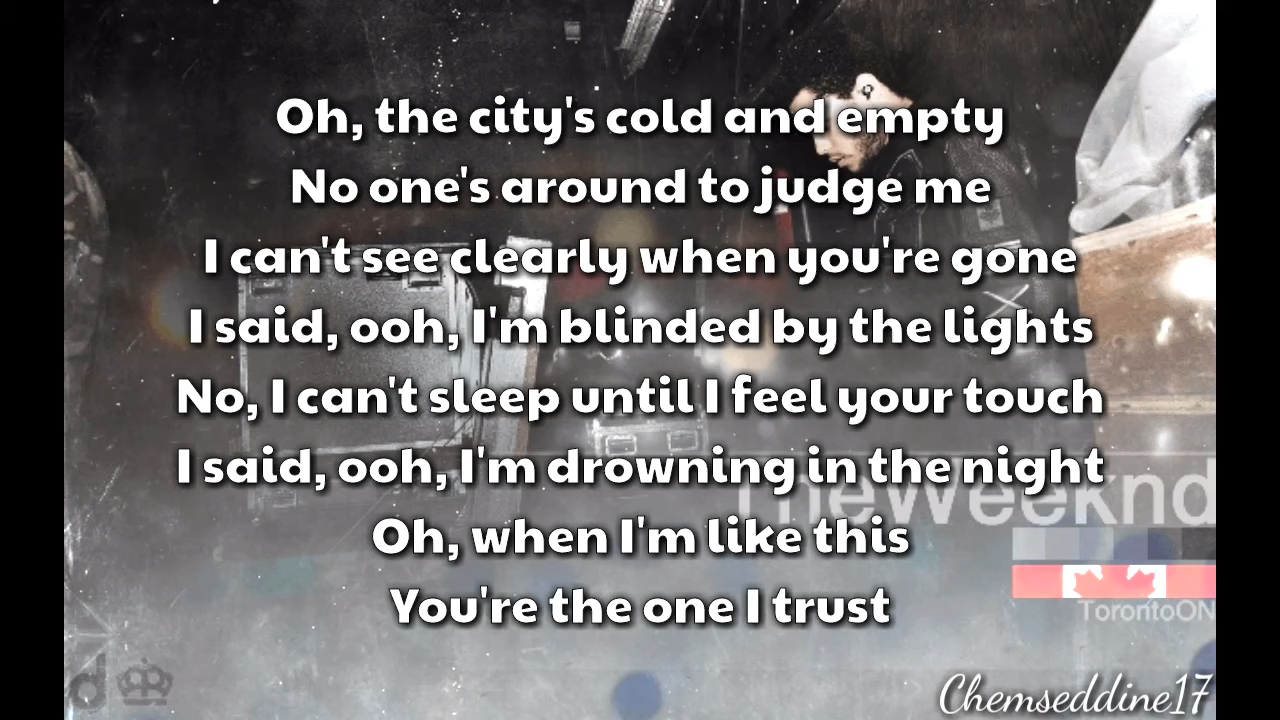 Oh, the city's cold and empty
No one's around to judge me
I can't see clearly when you're gone
I said, ooh, I'm blinded by the lights
No, I can't sleep until I feel your touch
I said, ooh, I'm drowning in the night
theweeknd
Oh, when I'm like this
You're the one I trust
TorontoON
d
Chemseddine17